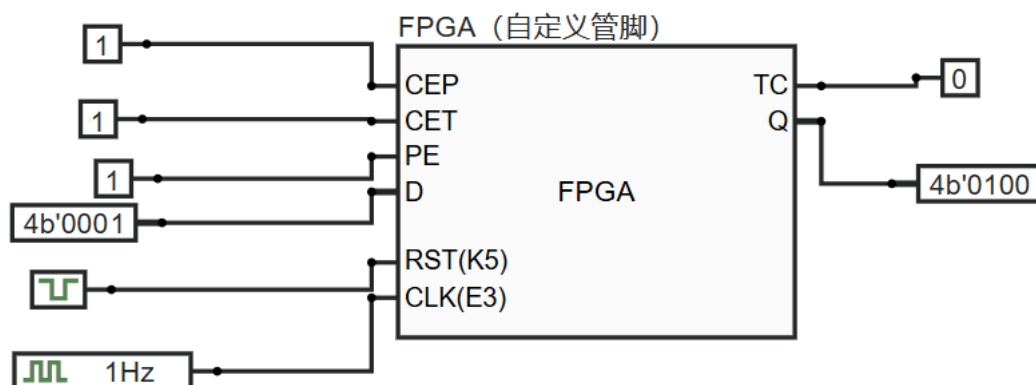 FPGA（自定义管脚）
1
CEP
TC
0
1
CET
Q
1
PE
4b'0001
D
FPGA
4b'0100
RST(K5)
CLK(E3)
1Hz